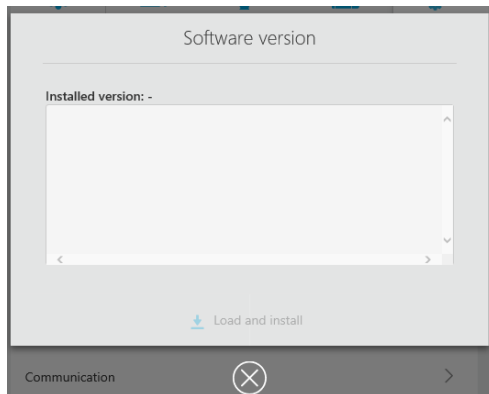 Software version
Installed version: -
Load and install
Communication